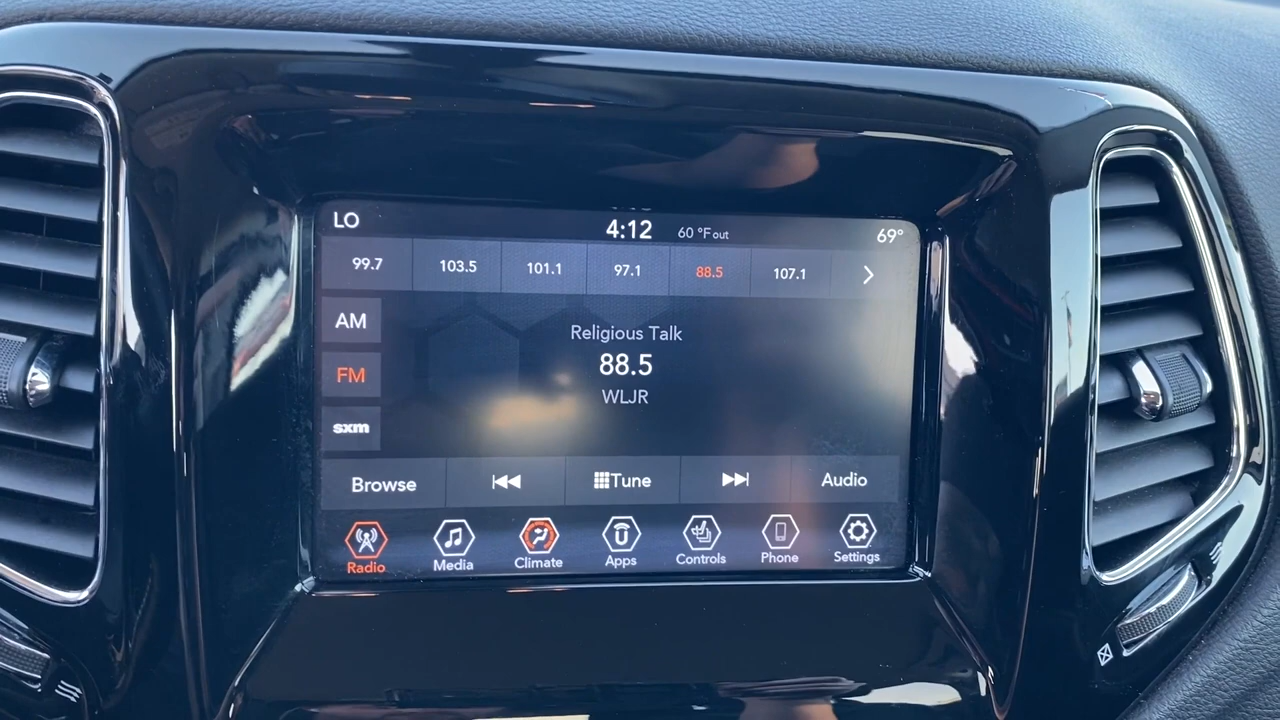 LO 4:12 60 °F out 69°
99.7 103.5 101.1 97.1 88.5 107.1
AM
Religious Talk
88.5
FM
WLJR
sxm
Browse Tune Audio
Radio Media Climate Apps Controls Phone Settings